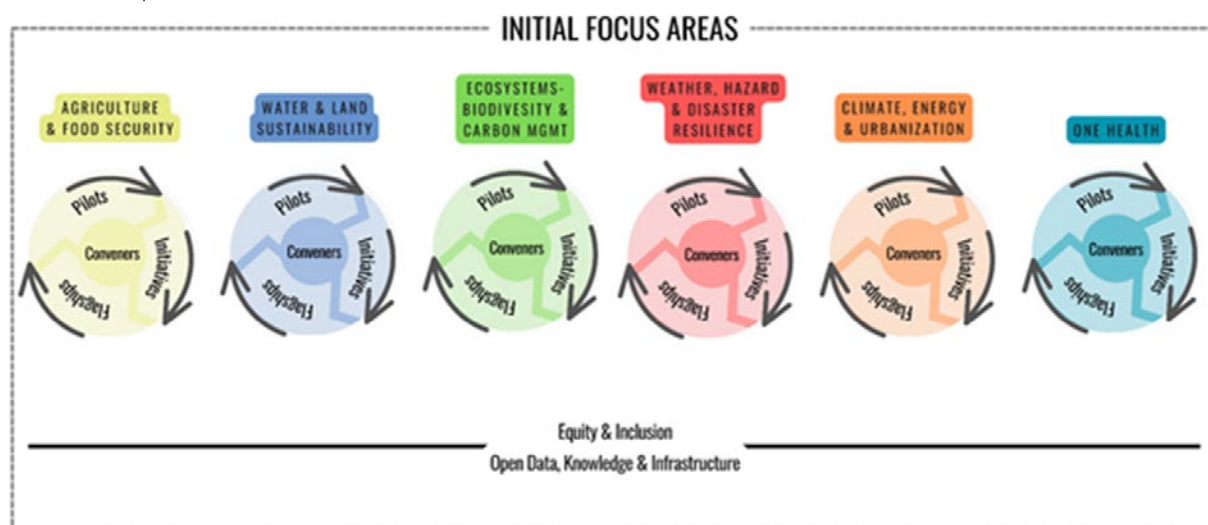 INITIAL FOCUS AREAS
AGRICULTURE
& FOOD SECURITY
WATER & LAND
SUSTAINABILITY
ECOSYSTEMS-
BIODIVESITY &
CARBON MGMT
WEATHER, HAZARD
& DISASTER
RESILIENCE
CLIMATE, ENERGY
& URBANIZATION
ONE HEALTH
Pilots
Conveners
Initiatives
Flagships
Pilots
Conveners
Initiatives
Flagships
Pilots
Conveners
Initiatives
Flagships
Pilots
Conveners
Initiatives
Flagships
Pilots
Conveners
Initiatives
Flagships
Pilots
Conveners
Initiatives
Flagships
Equity & Inclusion
Open Data, Knowledge & Infrastructure